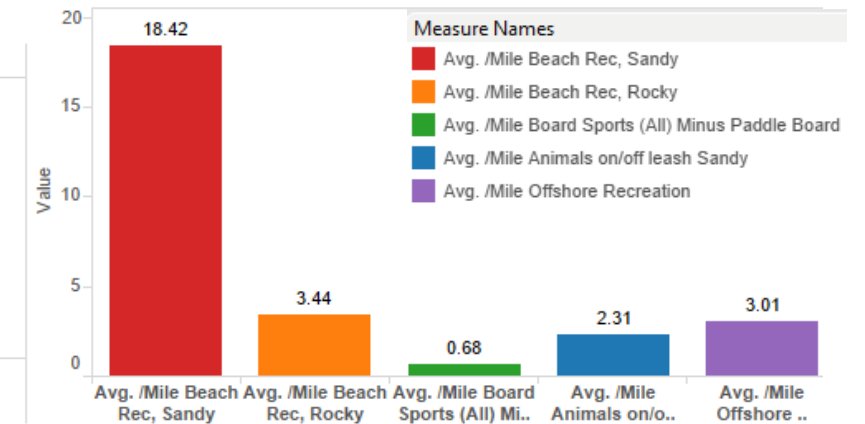 20
18.42
Measure Names
Avg. /Mile Beach Rec, Sandy
Avg. /Mile Beach Rec, Rocky
Avg. /Mile Board Sports (All) Minus Paddle Board
Avg. /Mile Animals on/off leash Sandy
Avg. /Mile Offshore Recreation
15
Value
10
5
3.44
0.68
2.31
3.01
0
Avg. /Mile Beach
Rec, Sandy
Avg. /Mile Beach
Rec, Rocky
Avg. /Mile Board
Sports (All) Mi..
Avg. /Mile
Animals on/o..
Avg. /Mile
Offshore ..